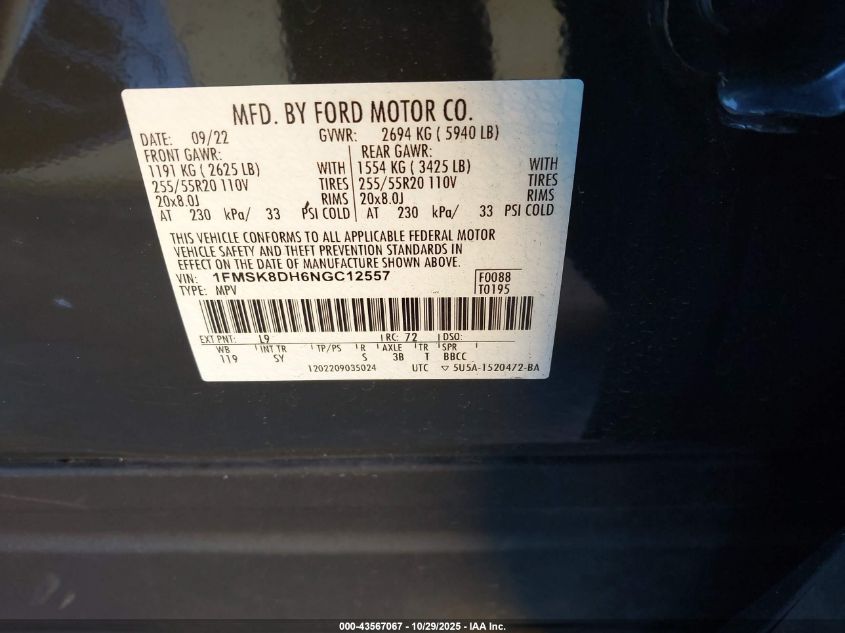 MFD. BY FORD MOTOR CO.
DATE: 09/22 GVWR: 2694 KG ( 5940 LB)
FRONT GAWR: REAR GAWR:
1191 KG ( 2625 LB) WITH 1554 KG ( 3425 LB) WITH
255/55R20 110V TIRES 255/55R20 110V TIRES
20x8.0J RIMS 20x8.0J RIMS
AT 230 kPa/ 33 PSI COLD AT 230 kPa/ 33 PSI COLD
THIS VEHICLE CONFORMS TO ALL APPLICABLE FEDERAL MOTOR
VEHICLE SAFETY AND THEFT PREVENTION STANDARDS IN
EFFECT ON THE DATE OF MANUFACTURE SHOWN ABOVE.
VIN: 1FMSK8DH6NGC12557 F0088
TYPE: MPV T0195
EXT PNT: L9 RC: 72 DSO:
WB INT TR TP/PS R AXLE TR SPR
119 SY S 3B T BBCC
1202209035024 UTC ▽ 5U5A-1520472-BA
000-43567067 - 10/29/2025 - IAA Inc.